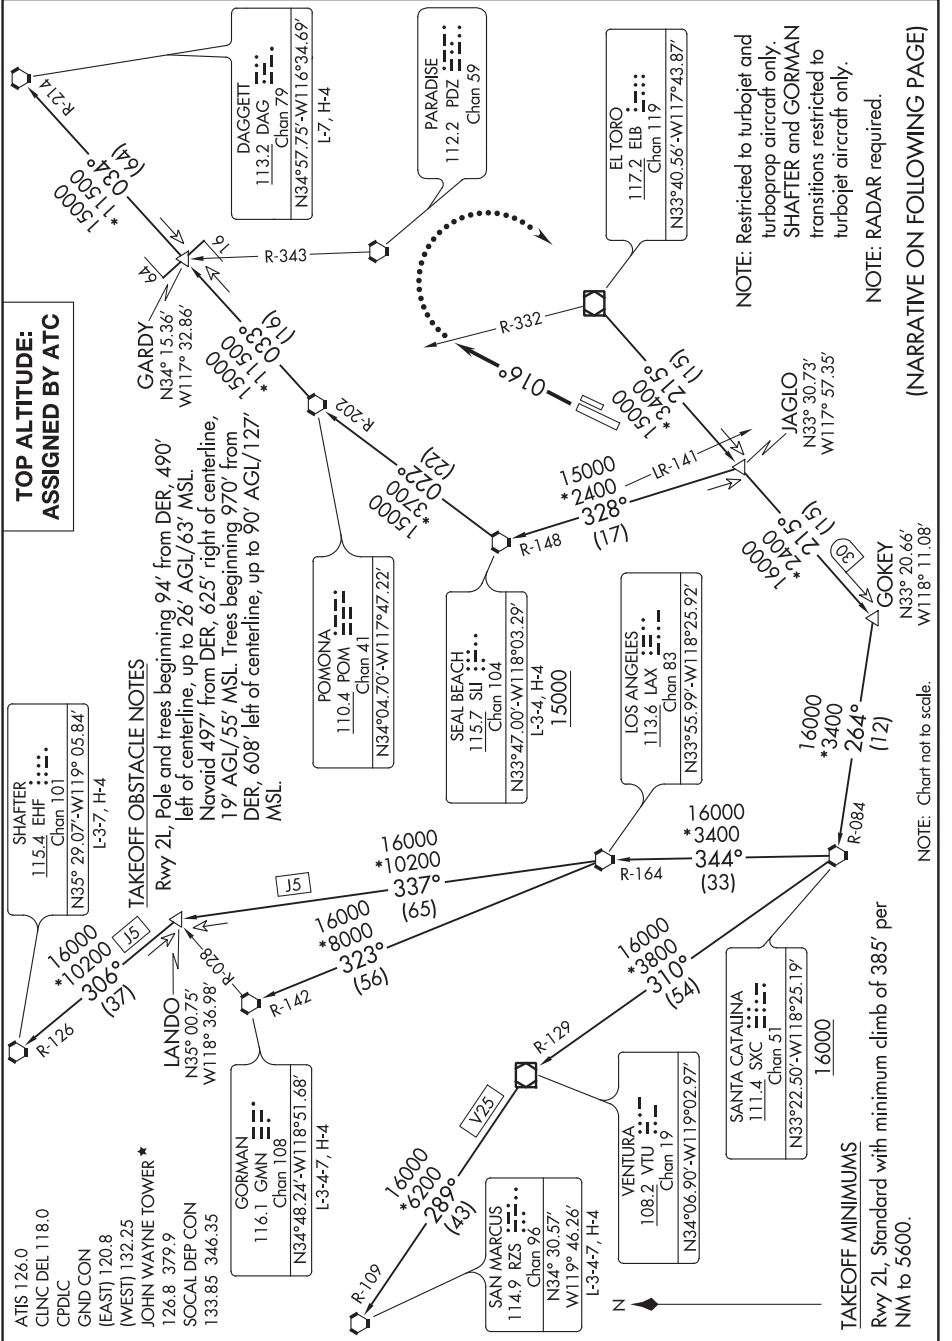 ATIS 126.0
CLNC DEL 118.0
CPDLC
GND CON
(EAST) 120.8
(WEST) 132.25
JOHN WAYNE TOWER★
126.8 379.9
SOCAL DEP CON
133.85 346.35
TOP ALTITUDE:
ASSIGNED BY ATC
SHAFTER
115.4 EHF
Chan 101
N35° 29.07'-W119° 05.84'
L-3-7, H-4
R-126
16000
*10200
306°
(37)
J5
LANDO
N35° 00.75'
W118° 36.98'
R-028
GORMAN
116.1 GMN
Chan 108
N34°48.24'-W118°51.68'
L-3-4-7, H-4
R-142
16000
*8000
323°
(56)
16000
*10200
337°
(65)
J5
TAKEOFF OBSTACLE NOTES
Rwy 2L, Pole and trees beginning 94' from DER, 490'
left of centerline, up to 26' AGL/63' MSL.
Navaid 497' from DER, 625' right of centerline,
19' AGL/55' MSL. Trees beginning 970' from
DER, 608' left of centerline, up to 90' AGL/127'
MSL.
GARDY
N34° 15.36'
W117° 32.86'
64
16
R-214
15000
*11500
034°
(64)
DAGGETT
113.2 DAG
Chan 79
N34°57.75'-W116°34.69'
L-7, H-4
PARADISE
112.2 PDZ
Chan 59
R-343
15000
*11500
033°
(16)
R-202
POMONA
110.4 POM
Chan 41
N34°04.70'-W117°47.22'
15000
*3700
022°
(22)
SEAL BEACH
115.7 SLI
Chan 104
N33°47.00'-W118°03.29'
L-3-4, H-4
15000
R-148
15000
*2400
328°
(17)
LR-141
016°
R-332
EL TORO
117.2 ELB
Chan 119
N33°40.56'-W117°43.87'
15000
*3400
215°
(15)
JAGLO
N33° 30.73'
W117° 57.35'
16000
*2400
215°
(15)
30
GOKEY
N33° 20.66'
W118° 11.08'
16000
*3400
264°
(12)
R-084
LOS ANGELES
113.6 LAX
Chan 83
N33°55.99'-W118°25.92'
R-164
16000
*3400
344°
(33)
16000
*3800
310°
(54)
R-129
SANTA CATALINA
111.4 SXC
Chan 51
N33°22.50'-W118°25.19'
16000
VENTURA
108.2 VTU
Chan 19
N34°06.90'-W119°02.97'
V25
16000
*6200
289°
(43)
R-109
SAN MARCUS
114.9 RZS
Chan 96
N34° 30.57'
W119° 46.26'
L-3-4-7, H-4
N
TAKEOFF MINIMUMS
Rwy 2L, Standard with minimum climb of 385' per
NM to 5600.
NOTE: Chart not to scale.
NOTE: Restricted to turbojet and
turboprop aircraft only.
SHAFTER and GORMAN
transitions restricted to
turbojet aircraft only.
NOTE: RADAR required.
(NARRATIVE ON FOLLOWING PAGE)